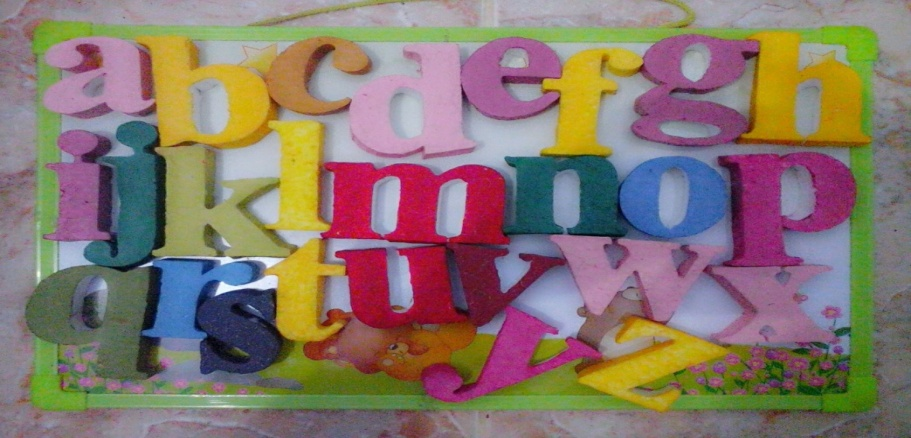 abcdefgh
ijklmnop
qrstuvwx
yz